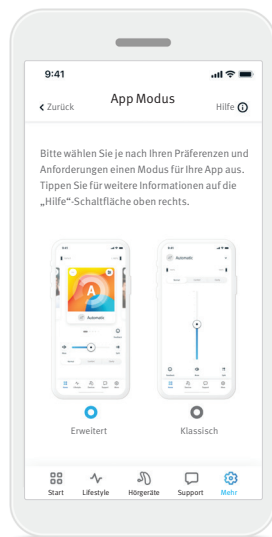 9:41
Zurück
App Modus
Hilfe
Bitte wählen Sie je nach Ihren Präferenzen und
Anforderungen einen Modus für Ihre App aus.
Tippen Sie für weitere Informationen auf die
„Hilfe“-Schaltfläche oben rechts.
A
Automatic
Automatic
Erweitert
Klassisch
Start
Lifestyle
Hörgeräte
Support
Mehr